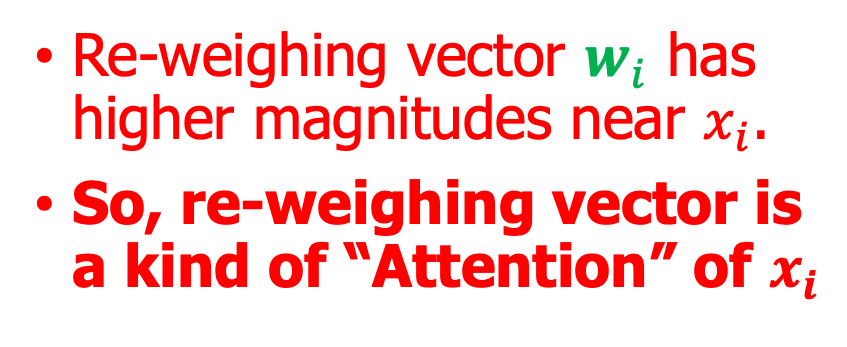 • Re-weighing vector wᵢ has
higher magnitudes near xᵢ.
• So, re-weighing vector is
a kind of “Attention” of xᵢ